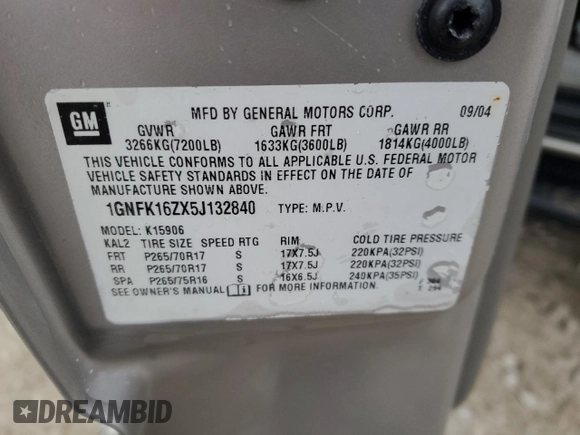 GM
MFD BY GENERAL MOTORS CORP. 09/04
GVWR GAWR FRT GAWR RR
3266KG(7200LB) 1633KG(3600LB) 1814KG(4000LB)
THIS VEHICLE CONFORMS TO ALL APPLICABLE U.S. FEDERAL MOTOR
VEHICLE SAFETY STANDARDS IN EFFECT ON THE DATE OF
MANUFACTURE SHOWN ABOVE.
1GNFK16ZX5J132840 TYPE: M.P.V.
MODEL: K15906
KAL2 TIRE SIZE SPEED RTG RIM COLD TIRE PRESSURE
FRT P265/70R17 S 17X7.5J 220KPA(32PSI)
RR P265/70R17 S 17X7.5J 220KPA(32PSI)
SPA P265/75R16 S 16X6.5J 240KPA(35PSI)
SEE OWNER'S MANUAL FOR MORE INFORMATION.
DREAMBID